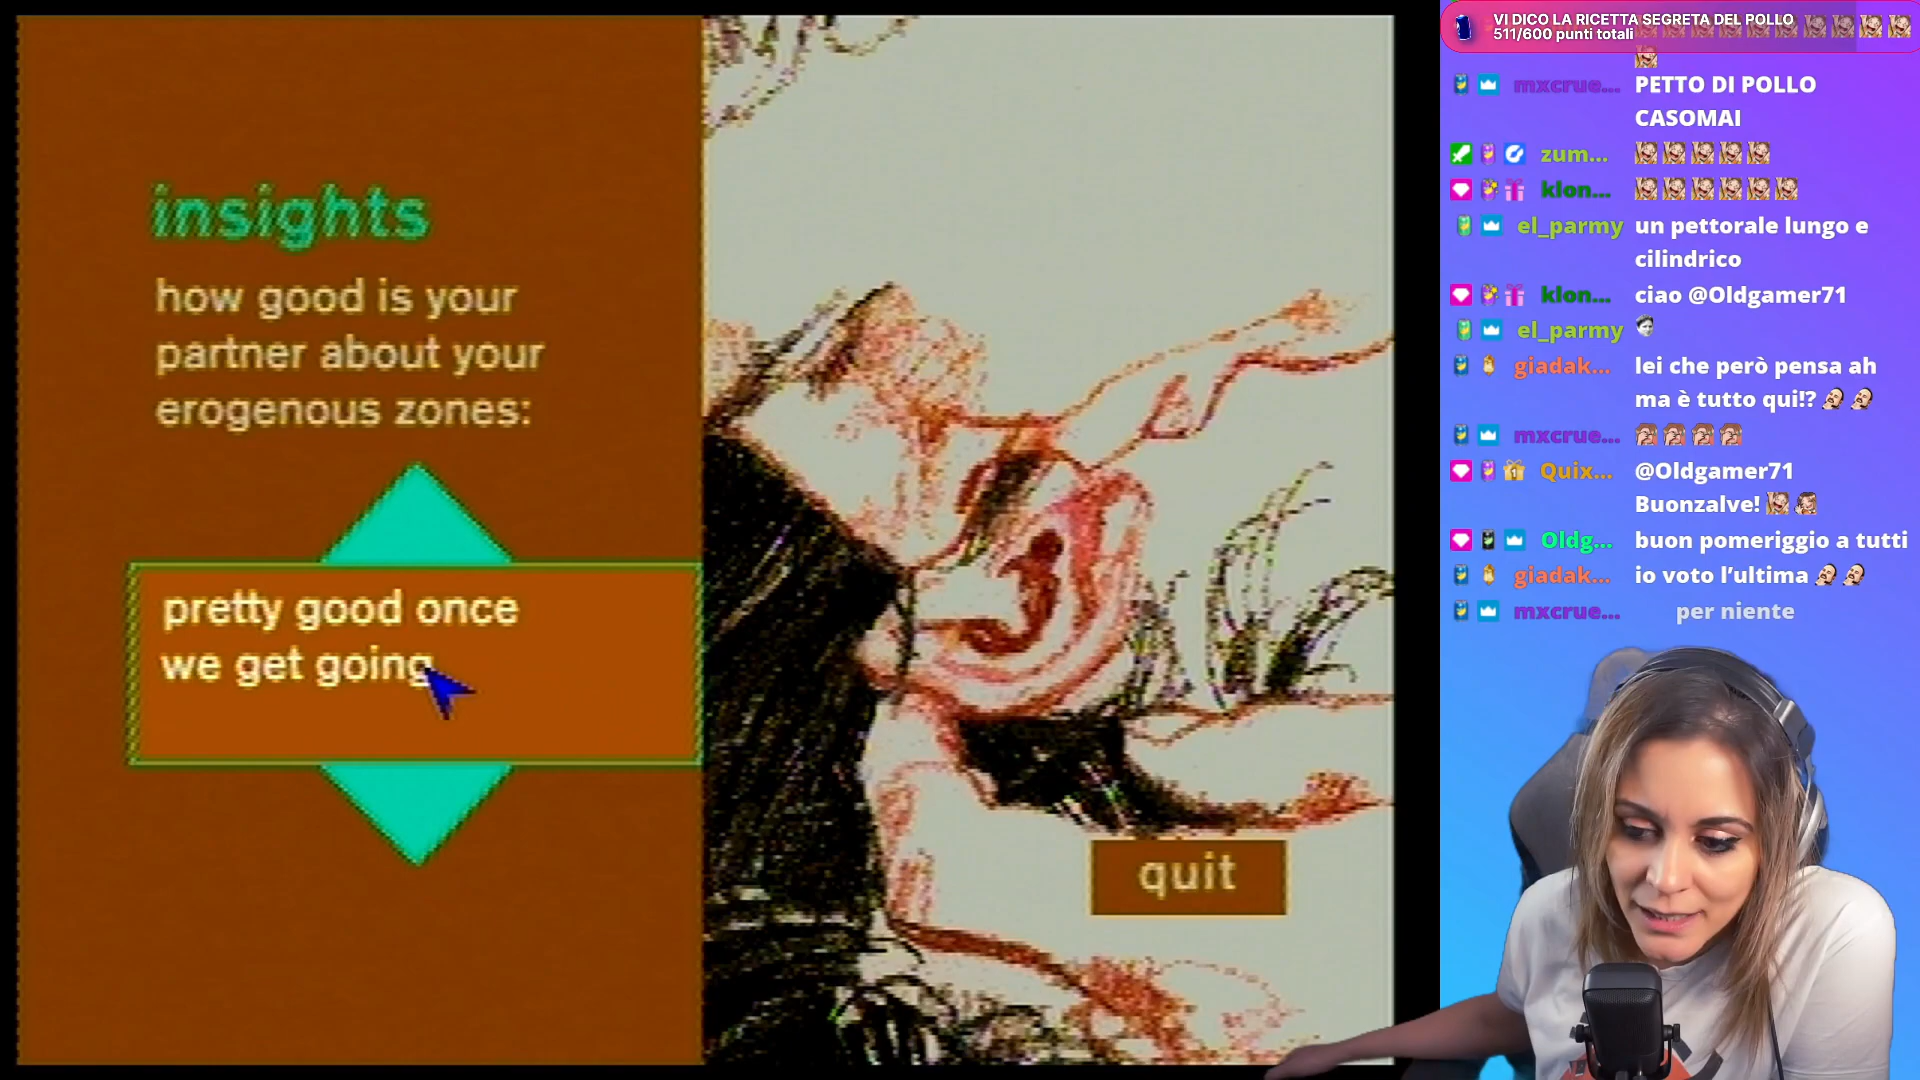 insights
how good is your
partner about your
erogenous zones:
pretty good once
we get going
quit
VI DICO LA RICETTA SEGRETA DEL POLLO
511/600 punti totali
mxcrue... PETTO DI POLLO
CASOMAI
zum...
klon...
el_parmy un pettorale lungo e
cilindrico
klon... ciao @Oldgamer71
el_parmy
giadak... lei che però pensa ah
ma è tutto qui!?
mxcrue...
Quix... @Oldgamer71
Buonzalve!
Oldg... buon pomeriggio a tutti
giadak... io voto l'ultima
mxcrue... per niente